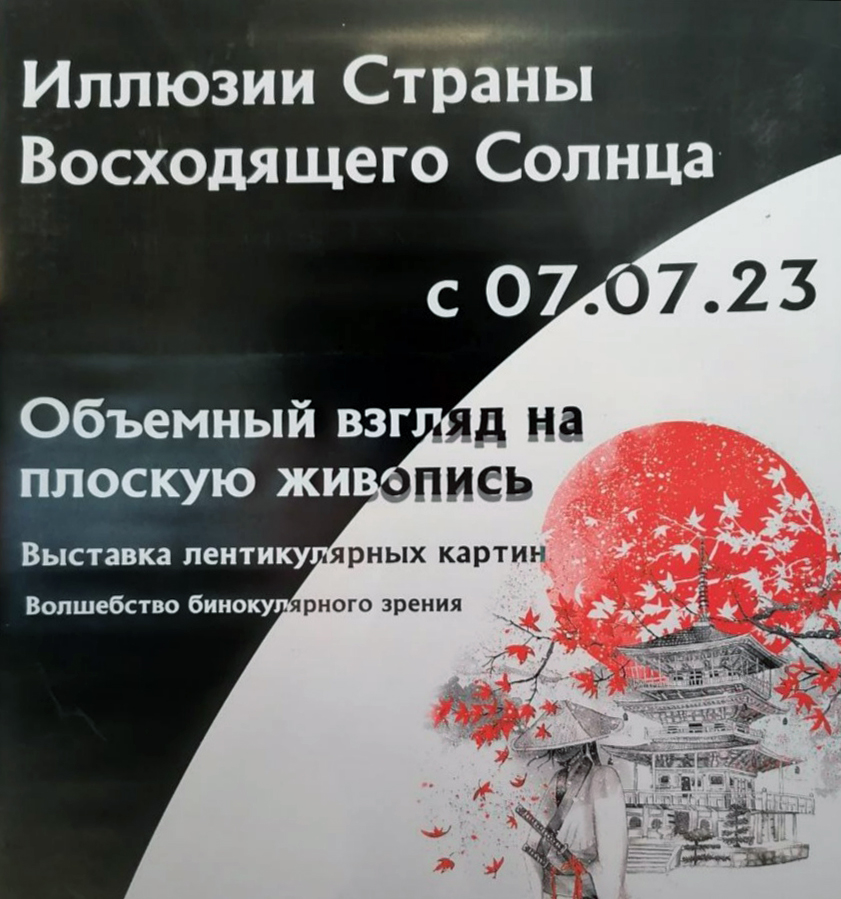 Иллюзии Страны
Восходящего Солнца
с 07.07.23
Объемный взгляд на
плоскую живопись
Выставка лентикулярных картин
Волшебство бинокулярного зрения